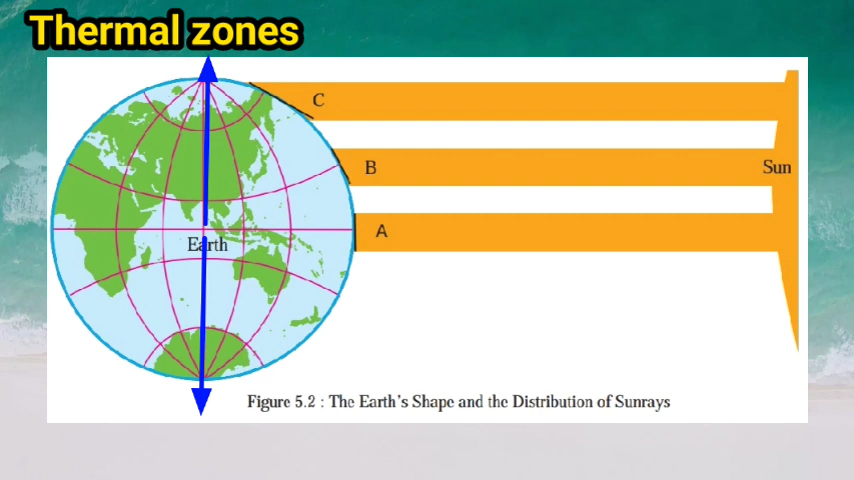 Thermal zones
C
B
Sun
A
Earth
Figure 5.2 : The Earth's Shape and the Distribution of Sunrays